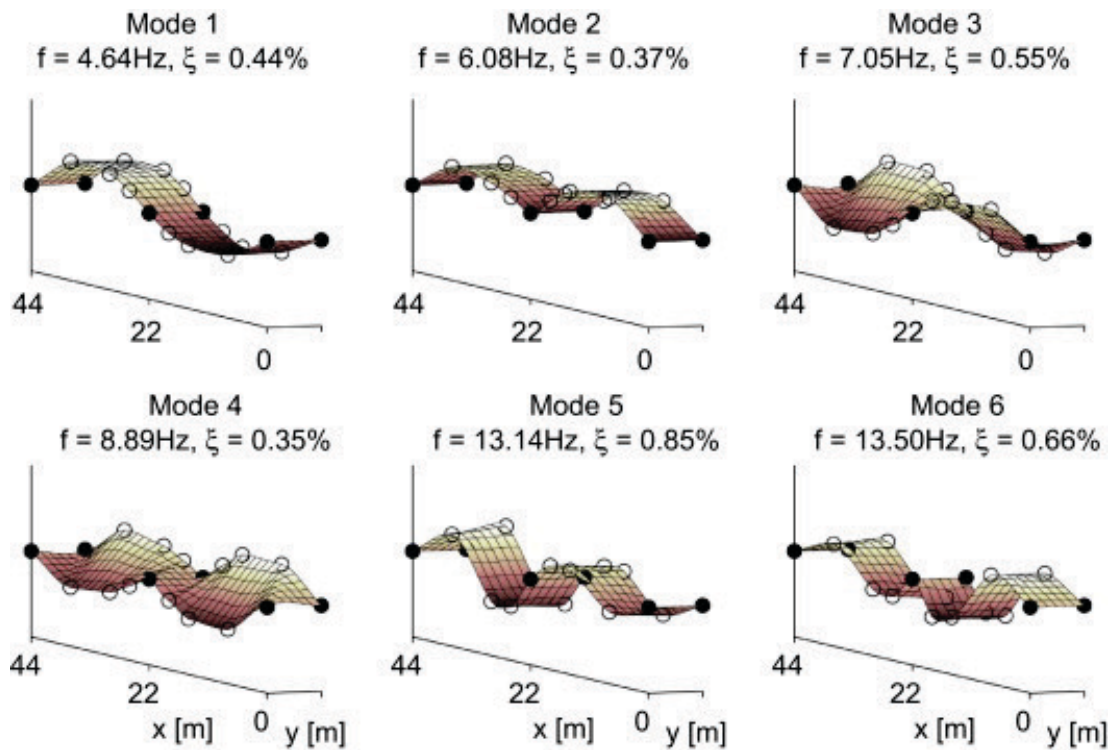 Mode 1
f = 4.64Hz, ξ = 0.44%
Mode 2
f = 6.08Hz, ξ = 0.37%
Mode 3
f = 7.05Hz, ξ = 0.55%
44
22
0
44
22
0
44
22
0
Mode 4
f = 8.89Hz, ξ = 0.35%
Mode 5
f = 13.14Hz, ξ = 0.85%
Mode 6
f = 13.50Hz, ξ = 0.66%
44
22
0
x [m]
y [m]
44
22
0
x [m]
y [m]
44
22
0
x [m]
y [m]